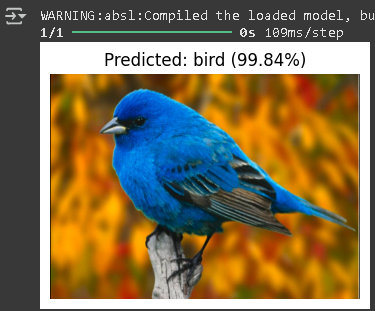 WARNING:absl:Compiled the loaded model, bu
1/1 0s 109ms/step
Predicted: bird (99.84%)